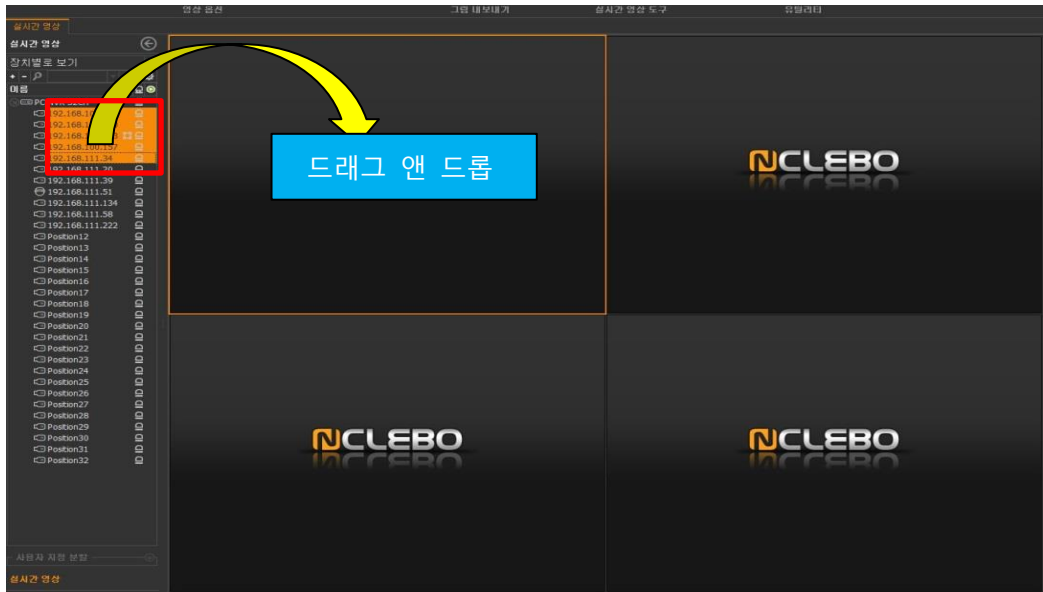 영상 옵션 그림 내보내기 실시간 영상 도구 유틸리티
실시간 영상
실시간 영상
장치별로 보기
이름
192.168.100.157
192.168.111.34
192.168.111.39
192.168.111.51
192.168.111.134
192.168.111.58
192.168.111.222
Position12
Position13
Position14
Position15
Position16
Position17
Position18
Position19
Position20
Position21
Position22
Position23
Position24
Position25
Position26
Position27
Position28
Position29
Position30
Position31
Position32
사용자 지정 분할
실시간 영상
드래그 앤 드롭
NCLEBO
NCLEBO
NCLEBO